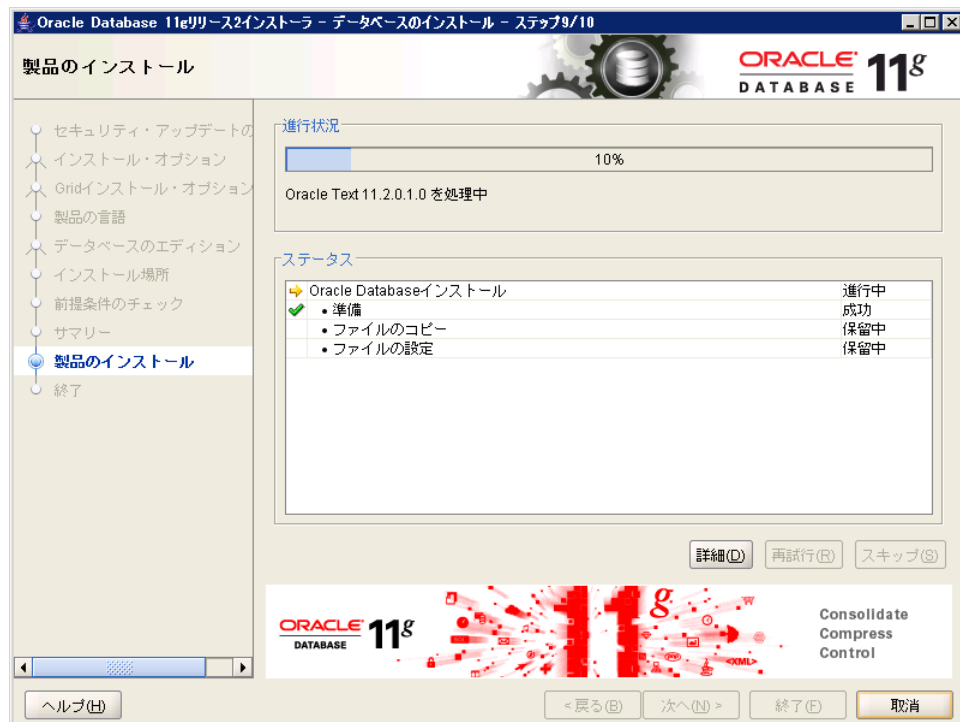 Oracle Database 11gリリース2インストーラ - データベースのインストール - ステップ9/10
製品のインストール
ORACLE
DATABASE
11g
セキュリティ・アップデートの
インストール・オプション
Gridインストール・オプション
製品の言語
データベースのエディション
インストール場所
前提条件のチェック
サマリー
製品のインストール
終了
進行状況
10%
Oracle Text 11.2.0.1.0 を処理中
ステータス
Oracle Databaseインストール 進行中
• 準備 成功
• ファイルのコピー 保留中
• ファイルの設定 保留中
詳細(D) 再試行(R) スキップ(S)
ORACLE
DATABASE
11g
11g
<XML>
Consolidate
Compress
Control
ヘルプ(H) < 戻る(B) 次へ(N) > 終了(F) 取消